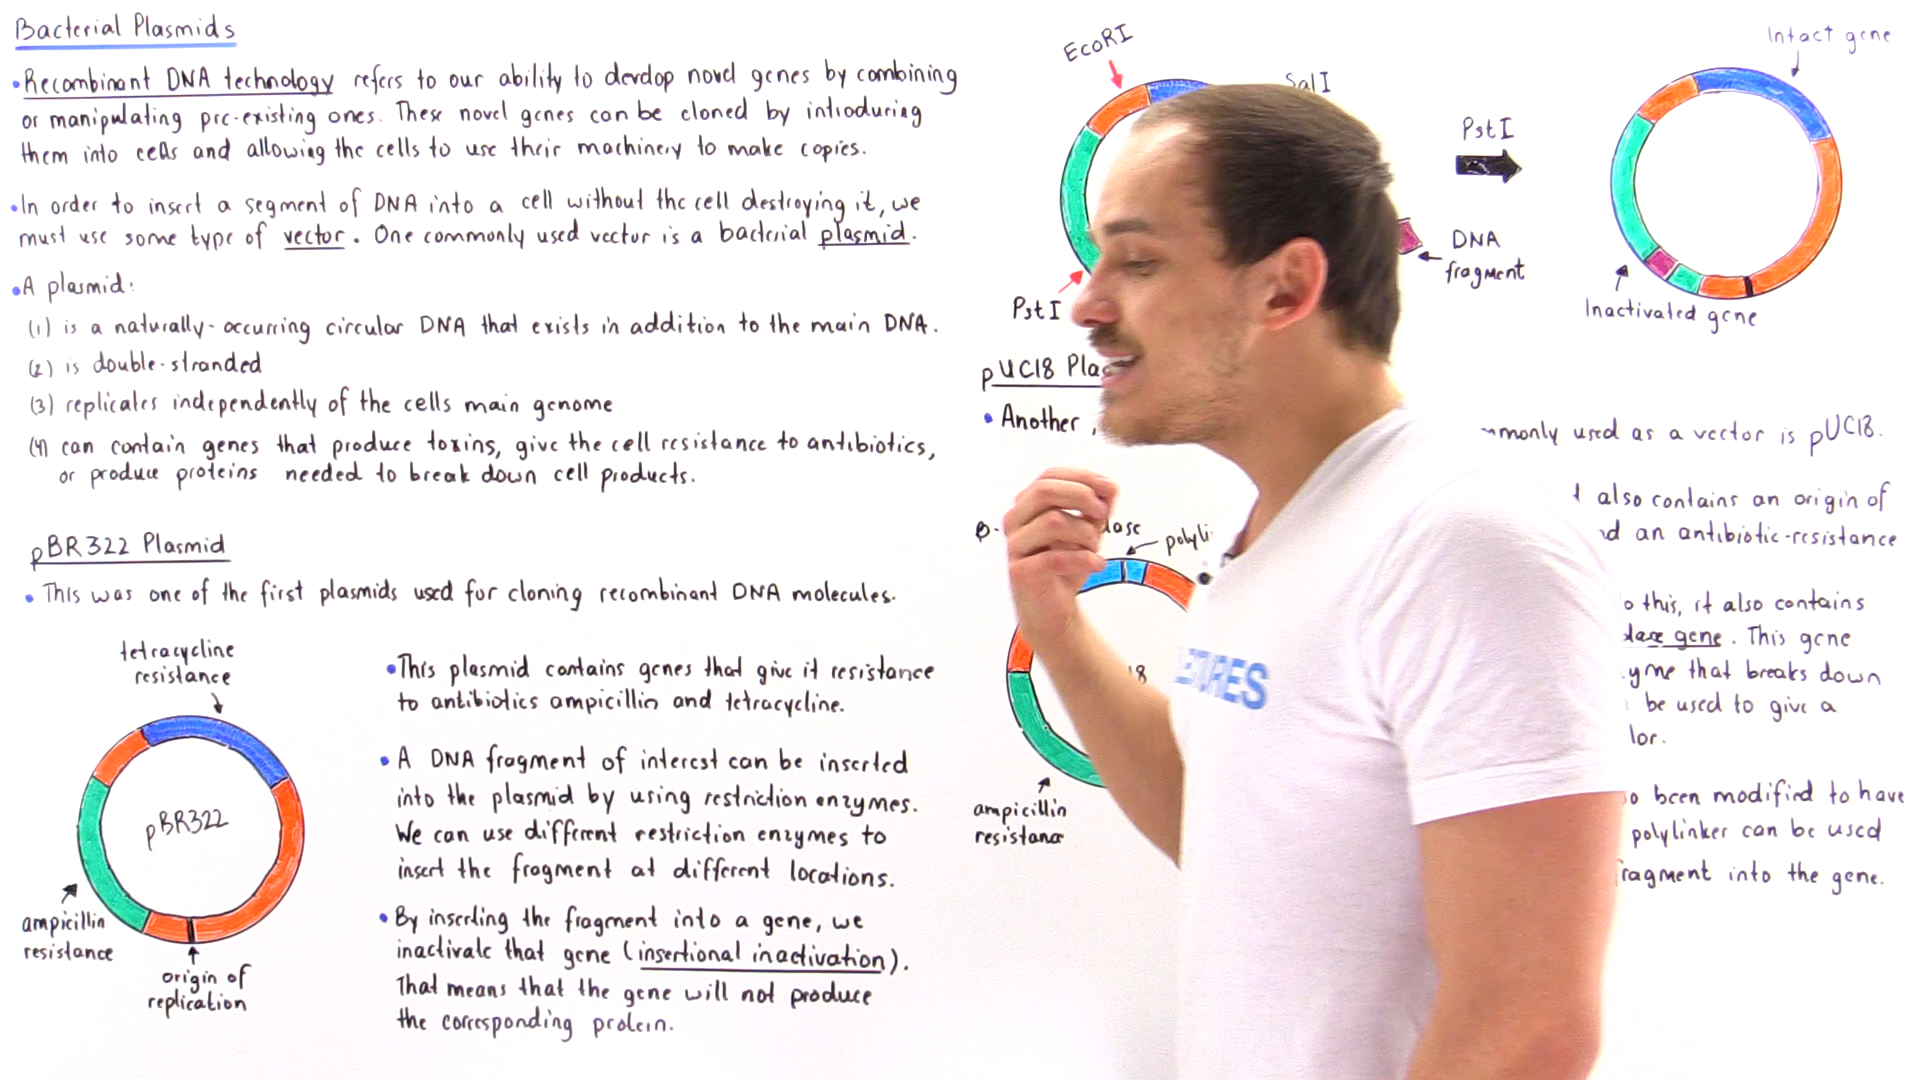 Bacterial Plasmids
•Recombinant DNA technology refers to our ability to develop novel genes by combining
or manipulating pre-existing ones. These novel genes can be cloned by introducing
them into cells and allowing the cells to use their machinery to make copies.
•In order to insert a segment of DNA into a cell without the cell destroying it, we
must use some type of vector. One commonly used vector is a bacterial plasmid.
•A plasmid:
(1) is a naturally-occurring circular DNA that exists in addition to the main DNA.
(2) is double-stranded
(3) replicates independently of the cells main genome
(4) can contain genes that produce toxins, give the cell resistance to antibiotics,
or produce proteins needed to break down cell products.
pBR322 Plasmid
• This was one of the first plasmids used for cloning recombinant DNA molecules.
tetracycline
resistance
pBR322
ampicillin
resistance
origin of
replication
•This plasmid contains genes that give it resistance
to antibiotics ampicillin and tetracycline.
• A DNA fragment of interest can be inserted
into the plasmid by using restriction enzymes.
We can use different restriction enzymes to
insert the fragment at different locations.
•By inserting the fragment into a gene, we
inactivate that gene (insertional inactivation).
That means that the gene will not produce
the corresponding protein.
EcoRI
SalI
PstI
PstI
DNA
fragment
Intact gene
Inactivated gene
pUC18 Pla
• Another
monly used as a vector is pUC18.
also contains an origin of
an antibiotic-resistance
this, it also contains
gene. This gene
yme that breaks down
be used to give a
lor.
been modified to have
polylinker can be used
ragment into the gene.
B-
ase
polyli
18
ampicillin
resistance
CTURES